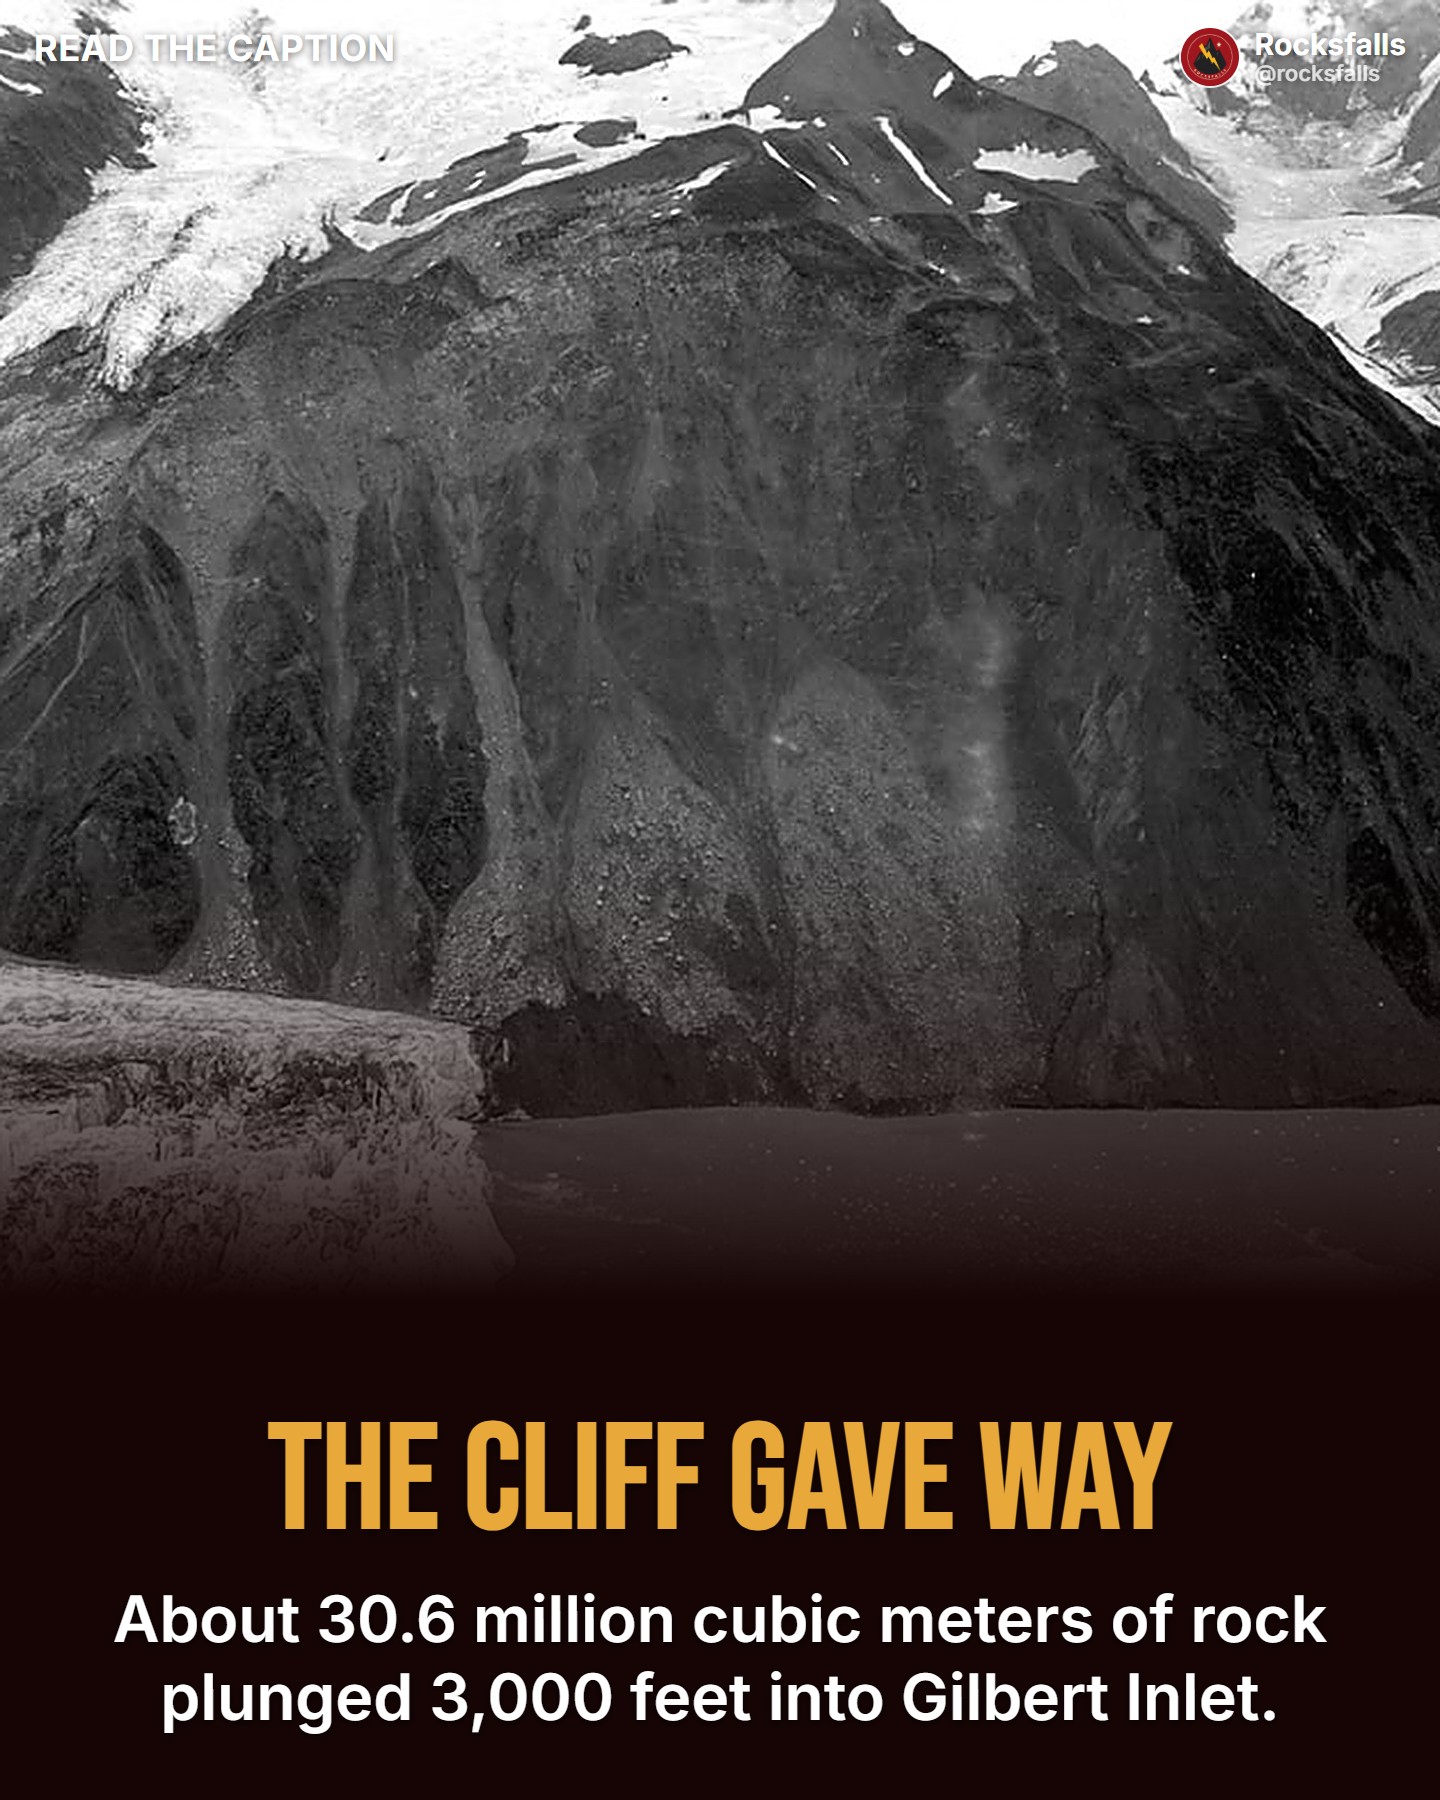 READ THE CAPTION
Rocksfalls
@rocksfalls
THE CLIFF GAVE WAY
About 30.6 million cubic meters of rock
plunged 3,000 feet into Gilbert Inlet.